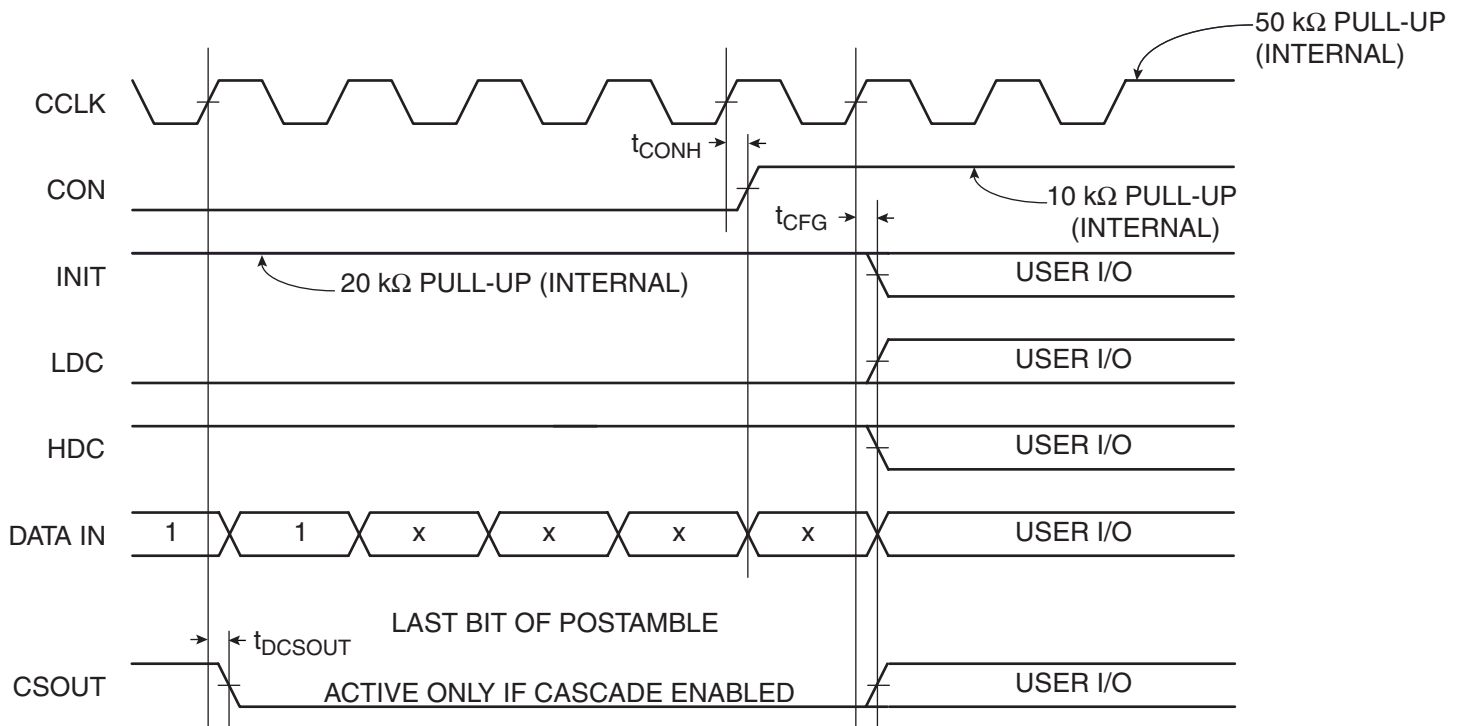 50 kΩ PULL-UP
(INTERNAL)
CCLK
tCONH
CON
10 kΩ PULL-UP
(INTERNAL)
tCFG
INIT
20 kΩ PULL-UP (INTERNAL)
USER I/O
LDC
USER I/O
HDC
USER I/O
DATA IN
1
1
x
x
x
x
USER I/O
LAST BIT OF POSTAMBLE
tDCSOUT
CSOUT
ACTIVE ONLY IF CASCADE ENABLED
USER I/O